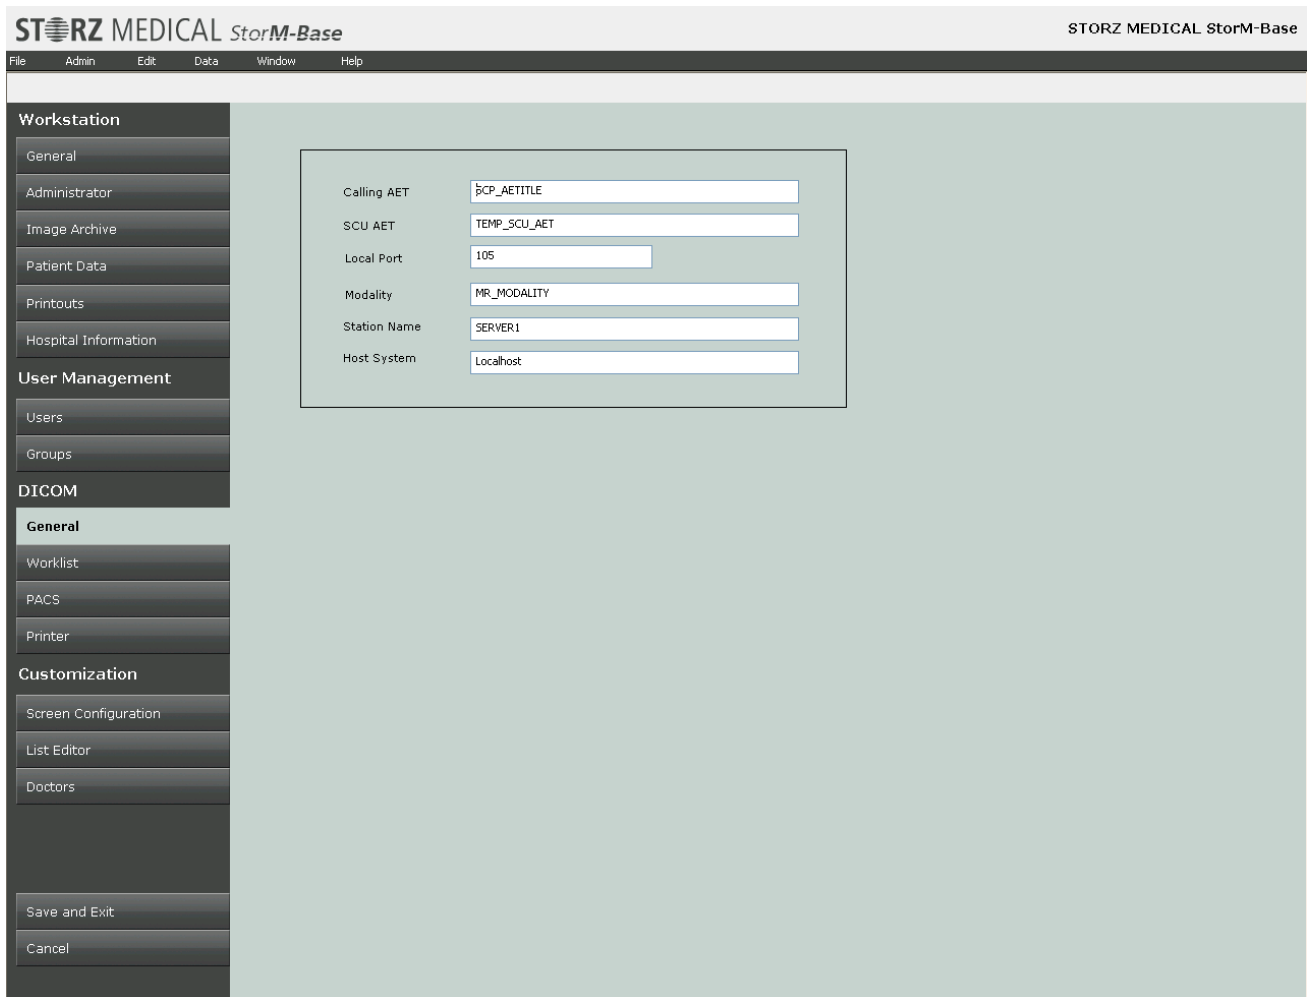 STORZ MEDICAL StorM-Base
STORZ MEDICAL StorM-Base
File Admin Edit Data Window Help
Workstation
General
Administrator
Image Archive
Patient Data
Printouts
Hospital Information
User Management
Users
Groups
DICOM
General
Worklist
PACS
Printer
Customization
Screen Configuration
List Editor
Doctors
Save and Exit
Cancel
Calling AET SCP_AETITLE
SCU AET TEMP_SCU_AET
Local Port 105
Modality MR_MODALITY
Station Name SERVER1
Host System Localhost